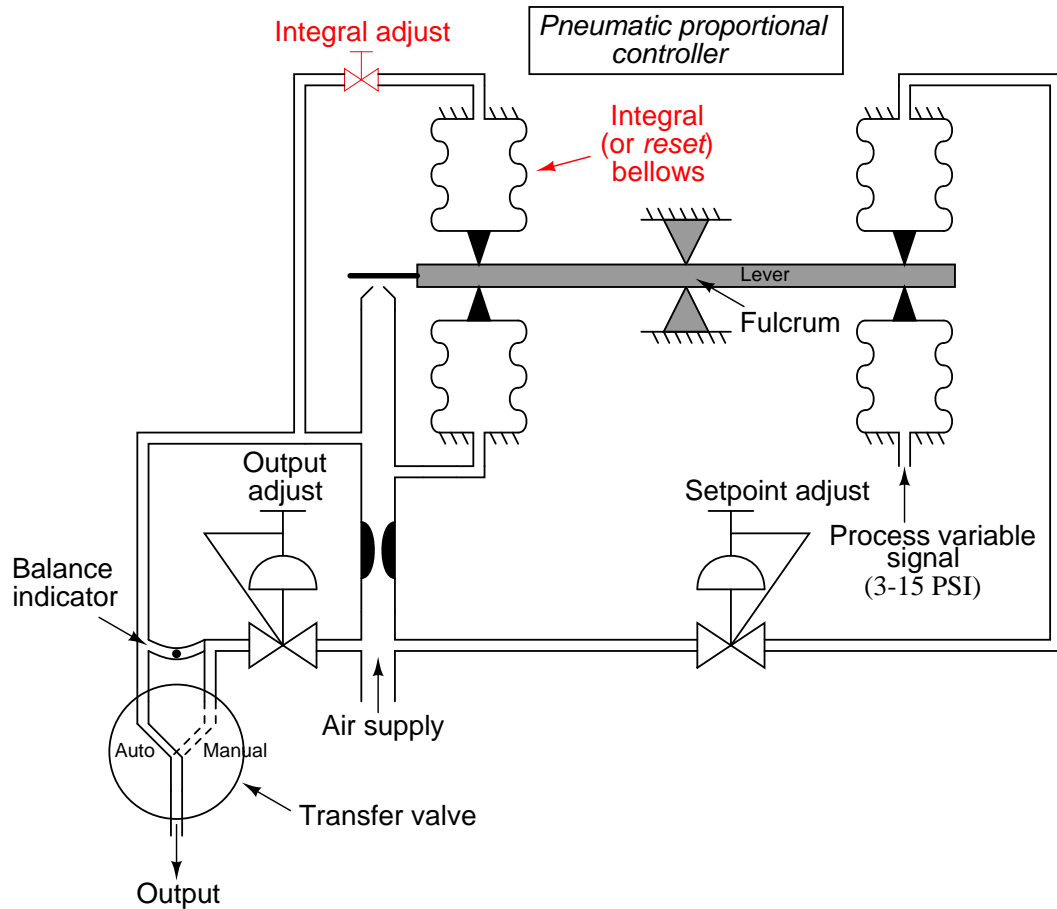 Integral adjust
Pneumatic proportional
controller
Integral
(or reset)
bellows
Lever
Fulcrum
Output
adjust
Setpoint adjust
Process variable
signal
(3-15 PSI)
Balance
indicator
Air supply
Auto
Manual
Transfer valve
Output